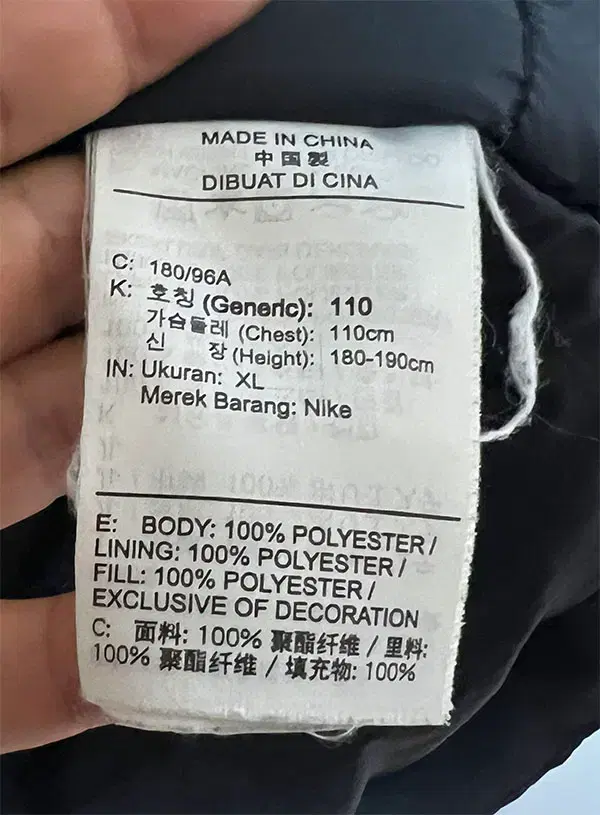 MADE IN CHINA
中国製
DIBUAT DI CINA
C: 180/96A
K: 호칭 (Generic): 110
가슴둘레 (Chest): 110cm
신 장 (Height): 180-190cm
IN: Ukuran: XL
Merek Barang: Nike
E: BODY: 100% POLYESTER /
LINING: 100% POLYESTER /
FILL: 100% POLYESTER /
EXCLUSIVE OF DECORATION
C: 面料: 100% 聚酯纤维 / 里料:
100% 聚酯纤维 / 填充物: 100%